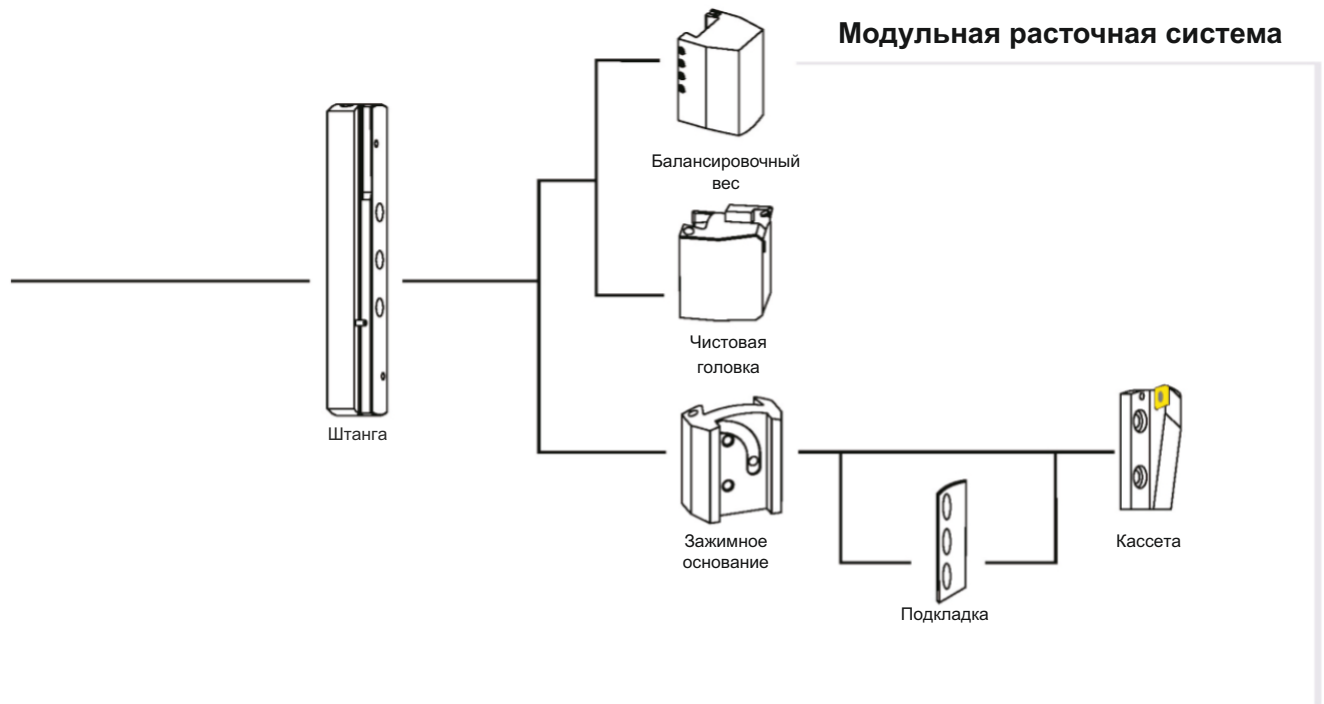 Модульная расточная система
Балансировочный
вес
Чистовая
головка
Штанга
Зажимное
основание
Кассета
Подкладка